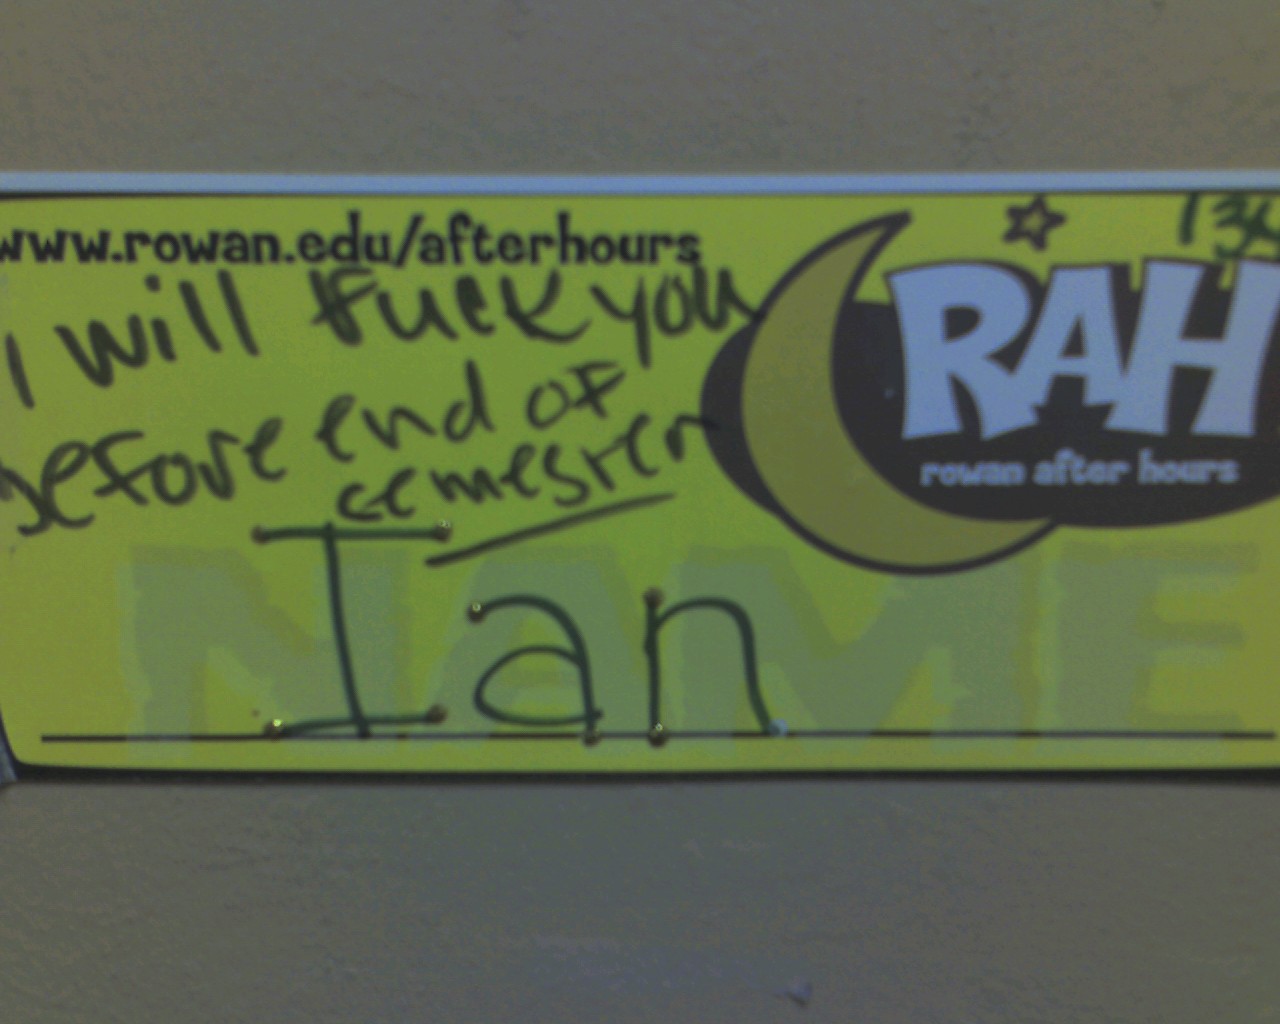 www.rowan.edu/afterhours
I will fuck you
before end of
semester
Ian
NAME
RAH
rowan after hours